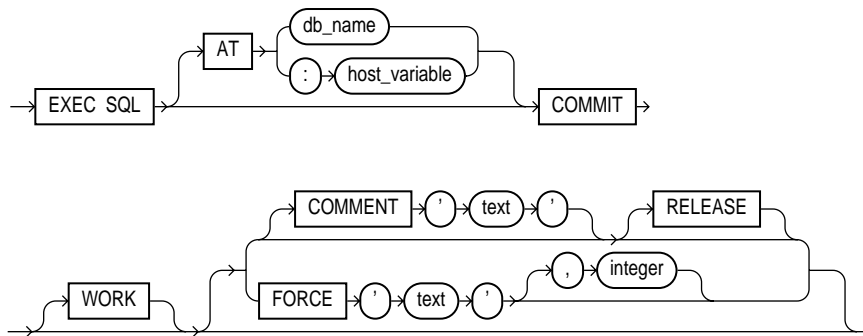 db_name
AT
: host_variable
EXEC SQL COMMIT
COMMENT ’ text ’ RELEASE
WORK FORCE ’ text ’ , integer